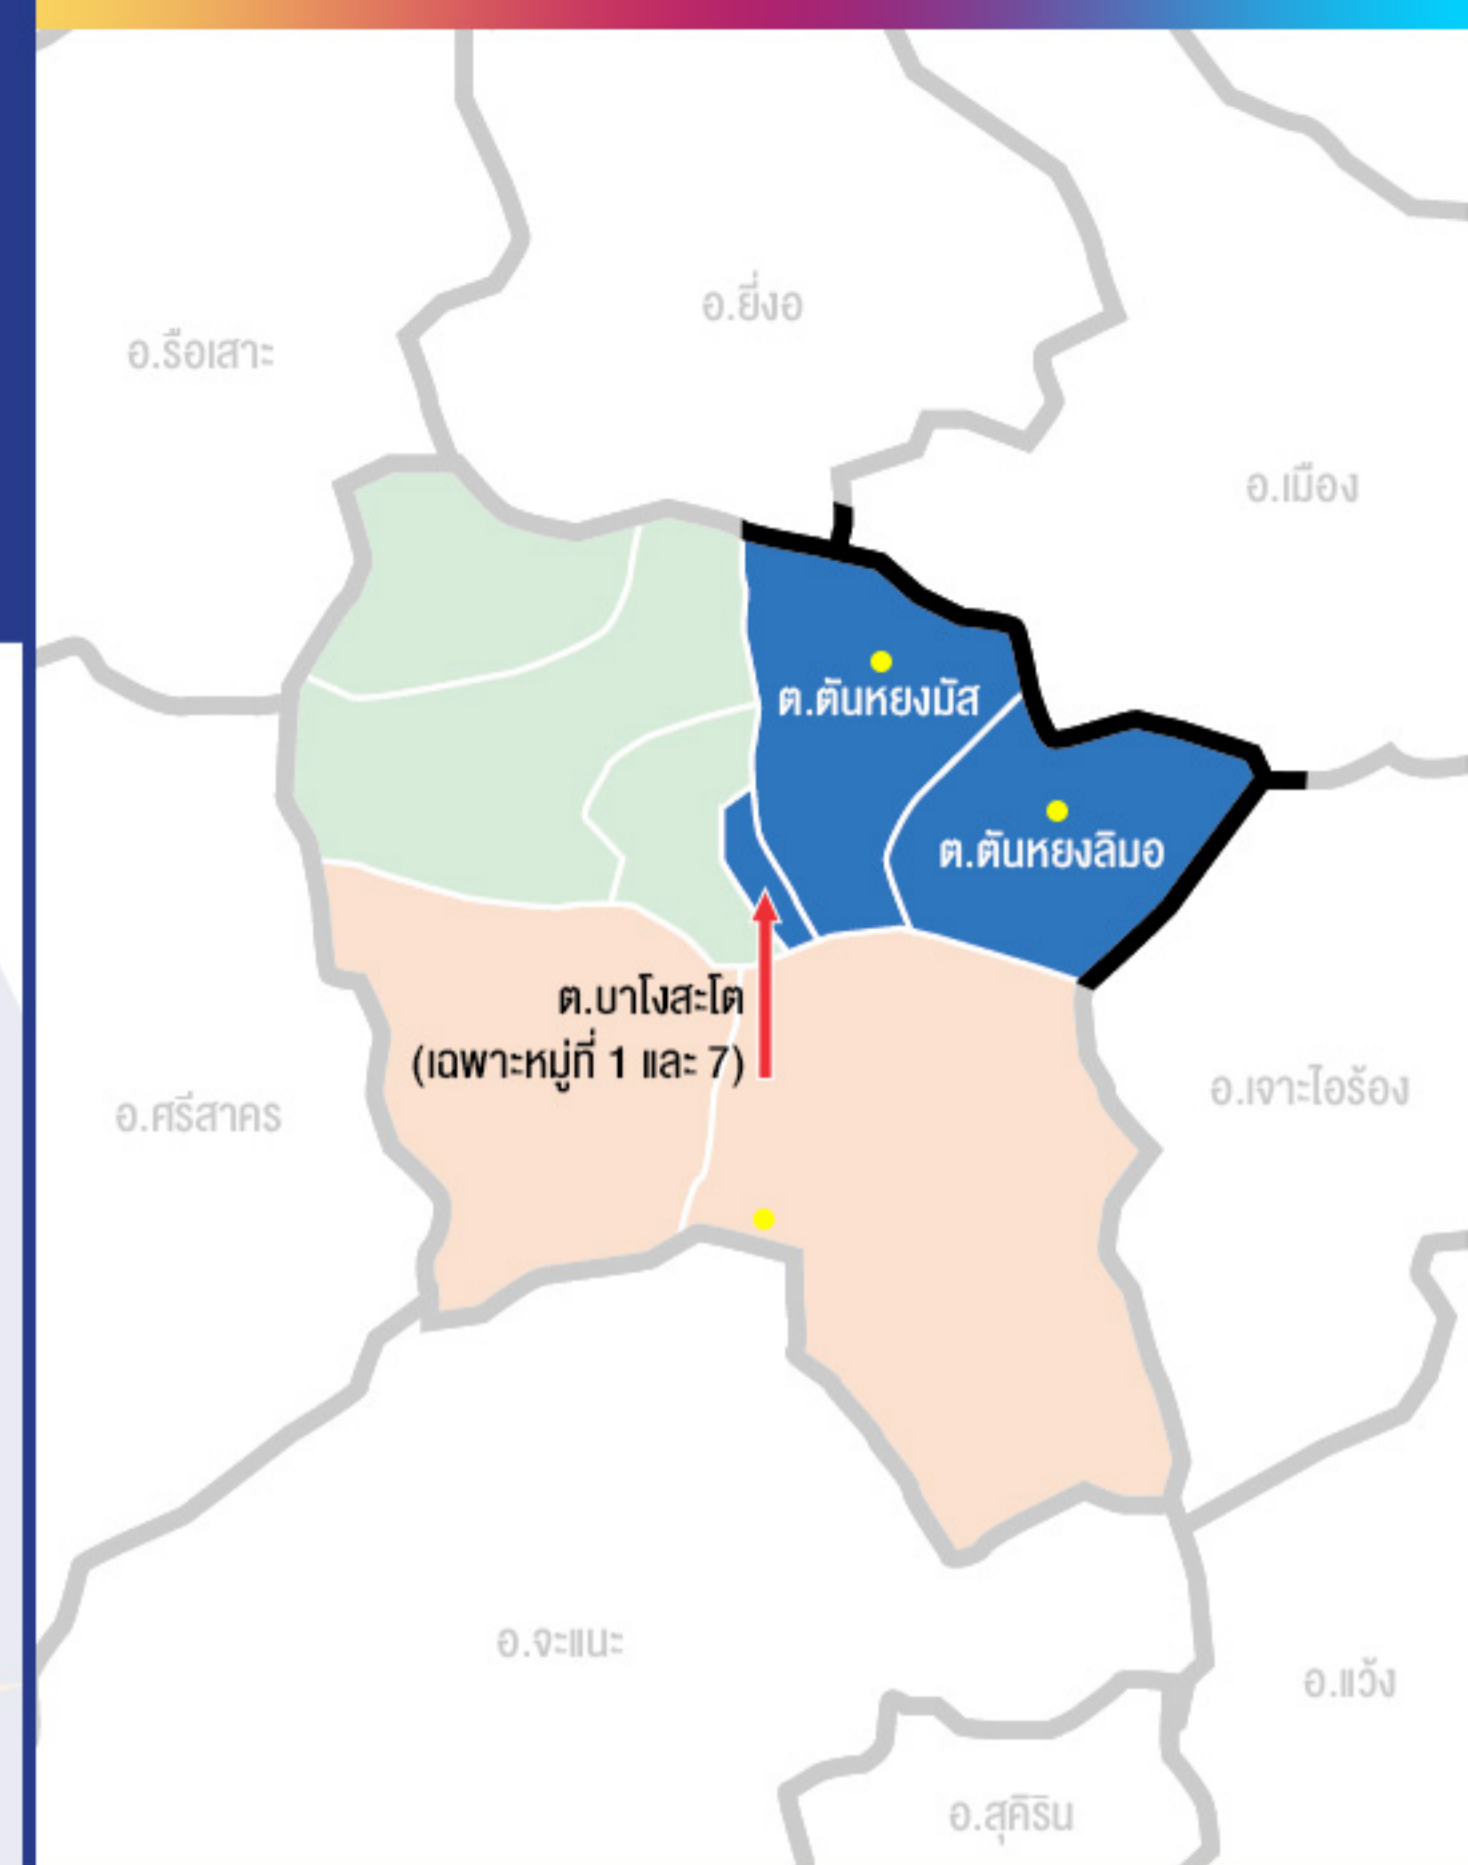 อ.ยี่งอ
อ.รือเสาะ
อ.เมือง
ต.ตันหยงมัส
ต.ตันหยงลิมอ
ต.บาโงสะโต
(เฉพาะหมู่ที่ 1 และ 7)
อ.เจาะไอร้อง
อ.ศรีสาคร
อ.จะแนะ
อ.แว้ง
อ.สุคิริน